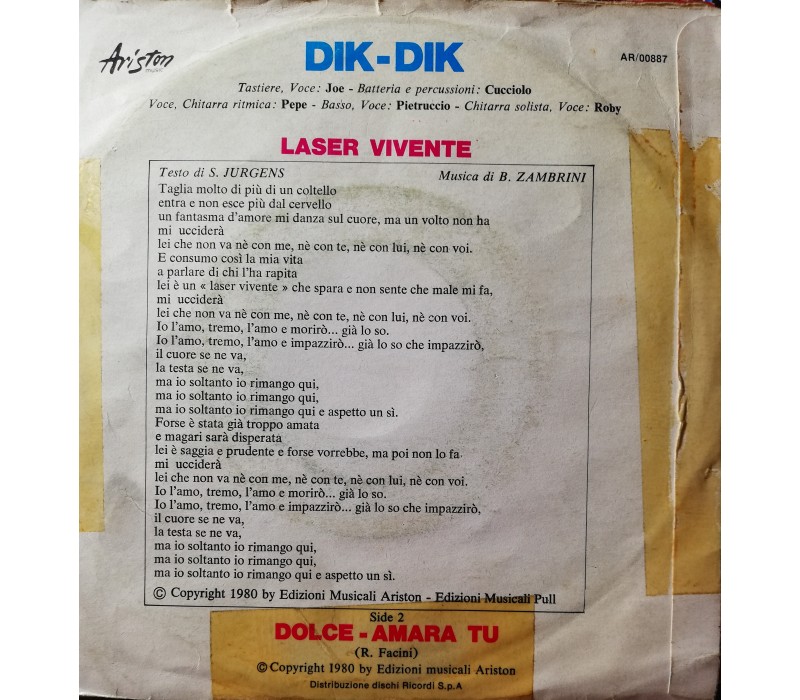 Ariston
music
DIK-DIK
AR/00887
Tastiere, Voce: Joe - Batteria e percussioni: Cucciolo
Voce, Chitarra ritmica: Pepe - Basso, Voce: Pietruccio - Chitarra solista, Voce: Roby
LASER VIVENTE
Testo di S. JURGENS
Musica di B. ZAMBRINI
Taglia molto di più di un coltello
entra e non esce più dal cervello
un fantasma d'amore mi danza sul cuore, ma un volto non ha
mi ucciderà
lei che non va nè con me, nè con te, nè con lui, nè con voi.
E consumo così la mia vita
a parlare di chi l'ha rapita
lei è un « laser vivente » che spara e non sente che male mi fa,
mi ucciderà
lei che non va nè con me, nè con te, nè con lui, nè con voi.
Io l'amo, tremo, l'amo e morirò... già lo so.
Io l'amo, tremo, l'amo e impazzirò... già lo so che impazzirò,
il cuore se ne va,
la testa se ne va,
ma io soltanto io rimango qui,
ma io soltanto io rimango qui,
ma io soltanto io rimango qui e aspetto un sì.
Forse è stata già troppo amata
e magari sarà disperata
lei è saggia e prudente e forse vorrebbe, ma poi non lo fa
mi ucciderà
lei che non va nè con me, nè con te, nè con lui, nè con voi.
Io l'amo, tremo, l'amo e morirò... già lo so.
Io l'amo, tremo, l'amo e impazzirò... già lo so che impazzirò,
il cuore se ne va,
la testa se ne va,
ma io soltanto io rimango qui,
ma io soltanto io rimango qui,
ma io soltanto io rimango qui e aspetto un sì.
© Copyright 1980 by Edizioni Musicali Ariston - Edizioni Musicali Pull
Side 2
DOLCE - AMARA TU
(R. Facini)
© Copyright 1980 by Edizioni musicali Ariston
Distribuzione dischi Ricordi S.p.A